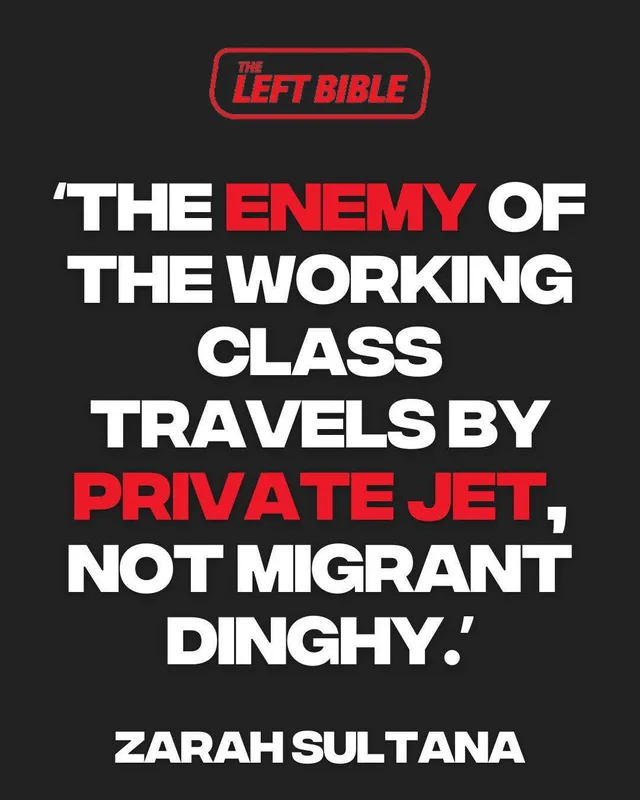 THE
LEFT BIBLE
‘THE ENEMY OF
THE WORKING
CLASS
TRAVELS BY
PRIVATE JET,
NOT MIGRANT
DINGHY.’
ZARAH SULTANA